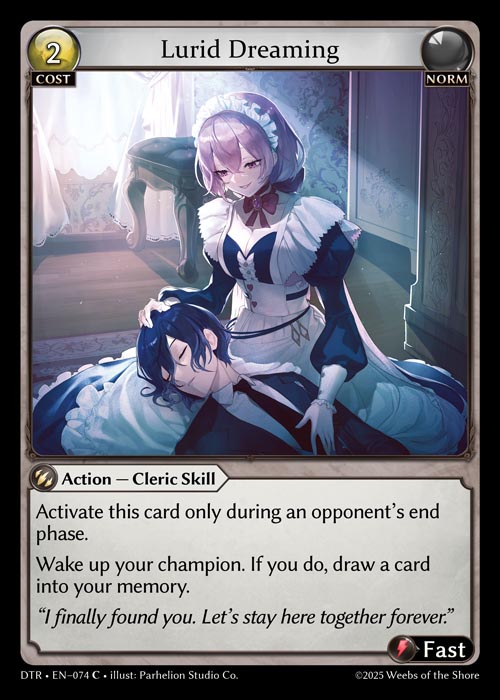 2
Lurid Dreaming
COST
NORM
Action — Cleric Skill
Activate this card only during an opponent's end
phase.
Wake up your champion. If you do, draw a card
into your memory.
“I finally found you. Let's stay here together forever.”
Fast
DTR • EN–074 C • illust: Parhelion Studio Co.
©2025 Weebs of the Shore